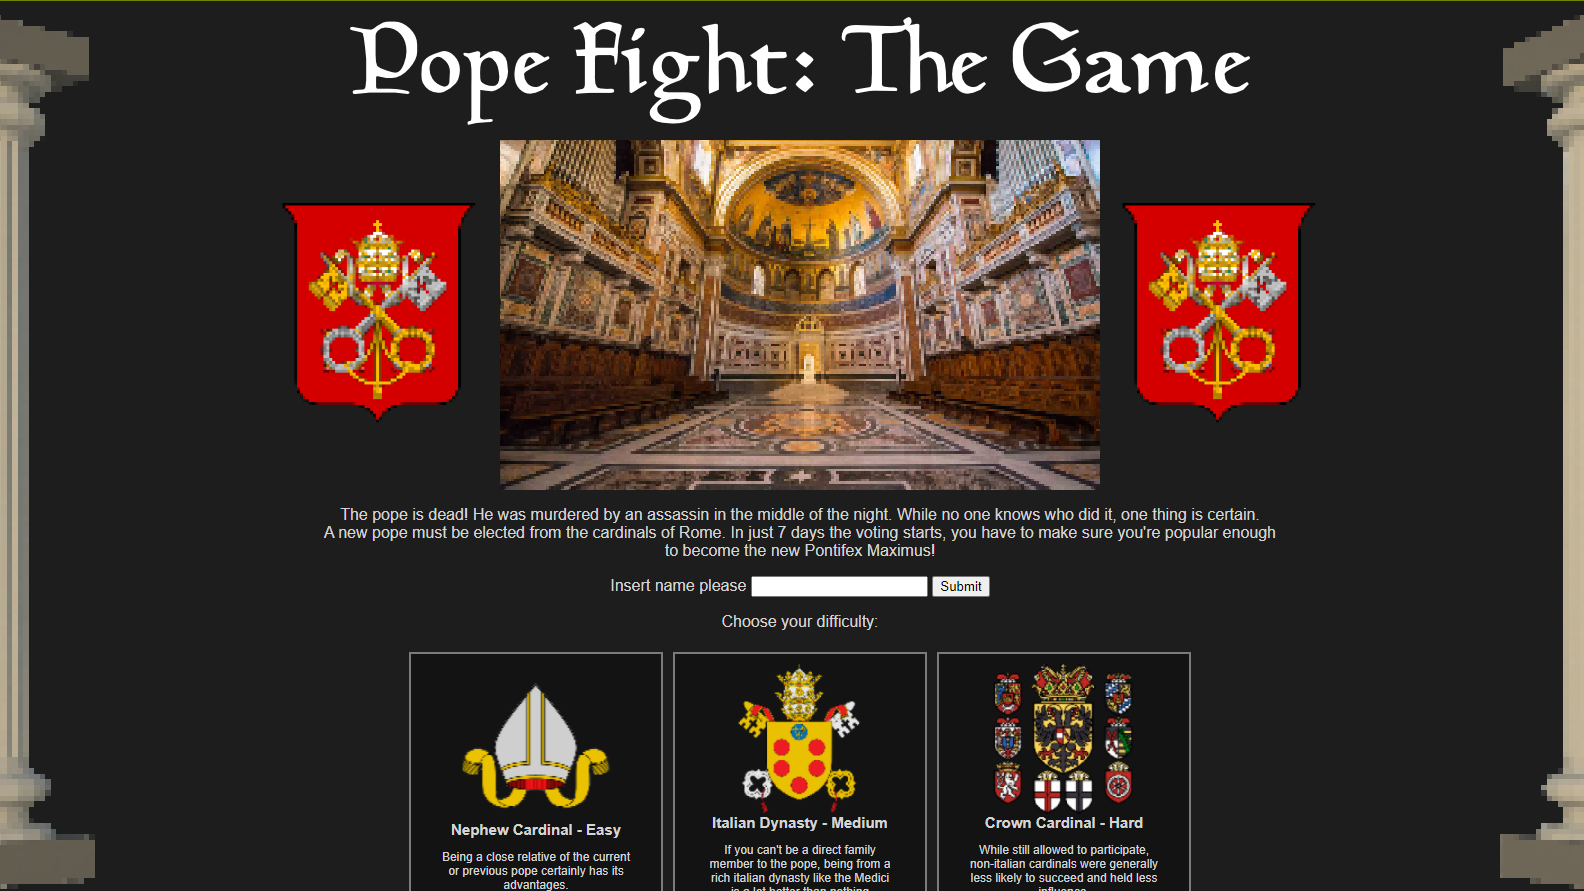 Pope Fight: The Game
The pope is dead! He was murdered by an assassin in the middle of the night. While no one knows who did it, one thing is certain.
A new pope must be elected from the cardinals of Rome. In just 7 days the voting starts, you have to make sure you're popular enough
to become the new Pontifex Maximus!
Insert name please
Submit
Choose your difficulty:
Nephew Cardinal - Easy
Being a close relative of the current
or previous pope certainly has its
advantages.
Italian Dynasty - Medium
If you can't be a direct family
member to the pope, being from a
rich italian dynasty like the Medici
is a lot better than nothing
Crown Cardinal - Hard
While still allowed to participate,
non-italian cardinals were generally
less likely to succeed and held less
influence